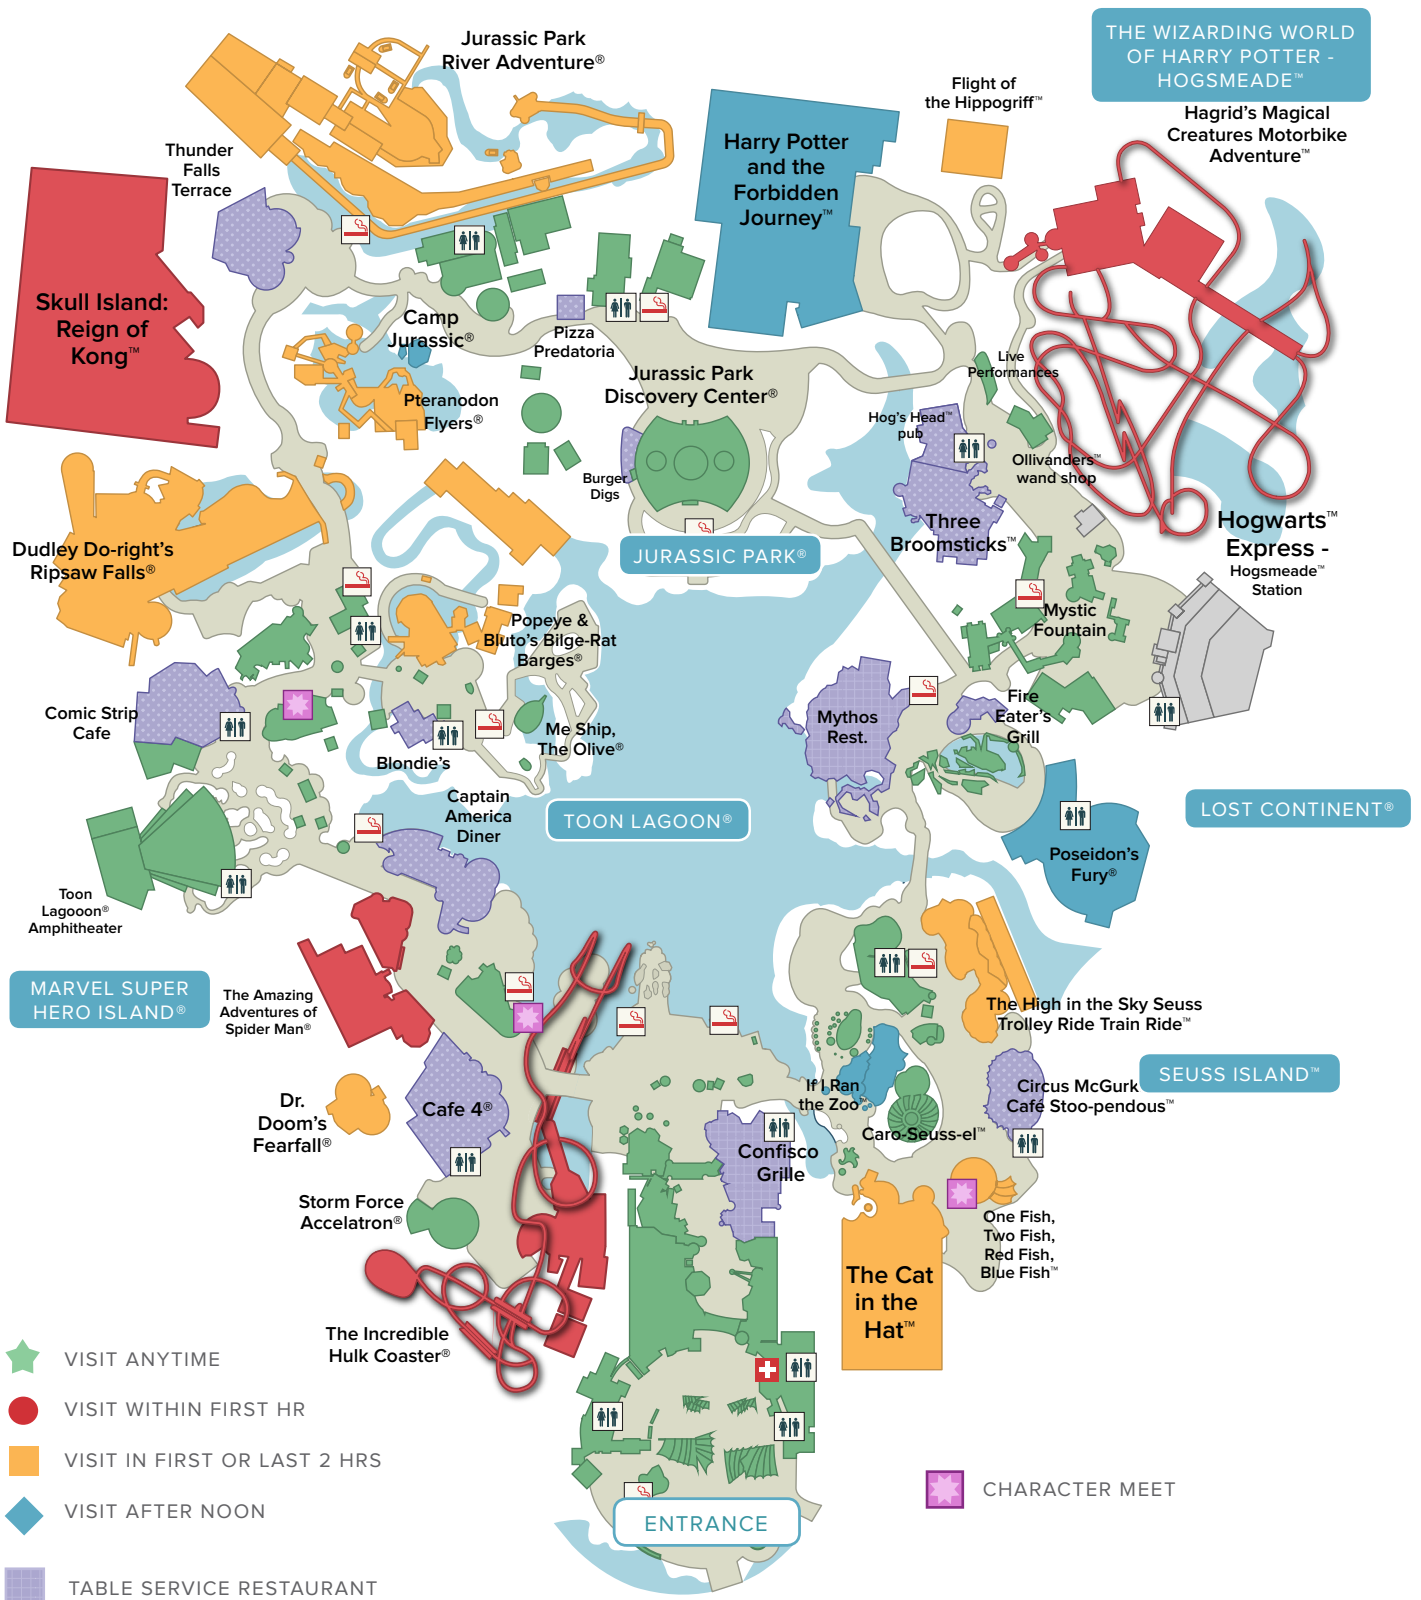 Jurassic Park
River Adventure®
THE WIZARDING WORLD
OF HARRY POTTER -
HOGSMEADE™
Flight of
the Hippogriff™
Hagrid's Magical
Creatures Motorbike
Adventure™
Harry Potter
and the
Forbidden
Journey™
Thunder
Falls
Terrace
Skull Island:
Reign of
Kong™
Camp
Jurassic®
Pizza
Predatoria
Pteranodon
Flyers®
Jurassic Park
Discovery Center®
Live
Performances
Hog's Head™
pub
Ollivanders™
wand shop
Burger
Digs
Three
Broomsticks™
Hogwarts™
Express -
Hogsmeade™
Station
Dudley Do-right's
Ripsaw Falls®
JURASSIC PARK®
Popeye &
Bluto's Bilge-Rat
Barges®
Mystic
Fountain
Comic Strip
Cafe
Me Ship,
The Olive®
Blondie's
Mythos
Rest.
Fire
Eater's
Grill
Captain
America
Diner
TOON LAGOON®
LOST CONTINENT®
Poseidon's
Fury®
Toon
Lagooon®
Amphitheater
MARVEL SUPER
HERO ISLAND®
The Amazing
Adventures of
Spider Man®
The High in the Sky Seuss
Trolley Ride Train Ride™
SEUSS ISLAND™
If I Ran
the Zoo™
Circus McGurk
Café Stoo-pendous™
Dr.
Doom's
Fearfall®
Cafe 4®
Caro-Seuss-el™
Confisco
Grille
Storm Force
Accelatron®
One Fish,
Two Fish,
Red Fish,
Blue Fish™
The Cat
in the
Hat™
The Incredible
Hulk Coaster®
VISIT ANYTIME
VISIT WITHIN FIRST HR
VISIT IN FIRST OR LAST 2 HRS
VISIT AFTER NOON
TABLE SERVICE RESTAURANT
CHARACTER MEET
ENTRANCE